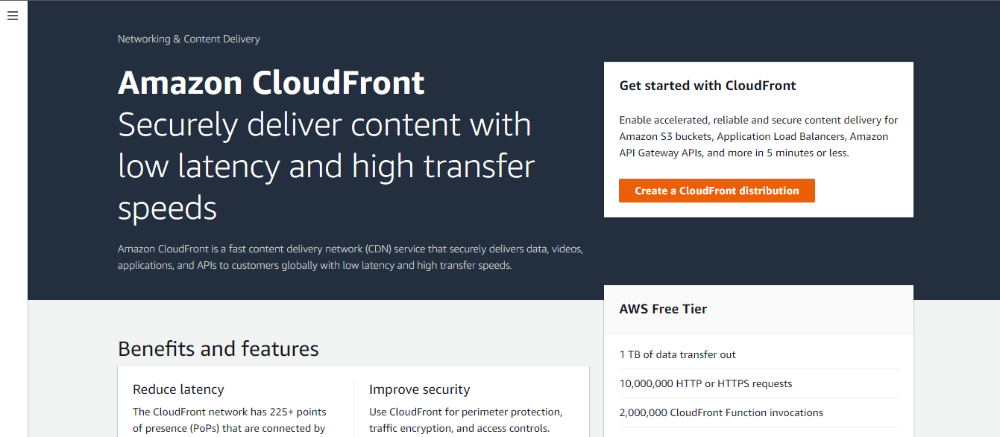 Networking & Content Delivery
Amazon CloudFront
Securely deliver content with
low latency and high transfer
speeds
Amazon CloudFront is a fast content delivery network (CDN) service that securely delivers data, videos,
applications, and APIs to customers globally with low latency and high transfer speeds.
Get started with CloudFront
Enable accelerated, reliable and secure content delivery for
Amazon S3 buckets, Application Load Balancers, Amazon
API Gateway APIs, and more in 5 minutes or less.
Create a CloudFront distribution
AWS Free Tier
1 TB of data transfer out
10,000,000 HTTP or HTTPS requests
2,000,000 CloudFront Function invocations
Benefits and features
Reduce latency
The CloudFront network has 225+ points
of presence (PoPs) that are connected by
Improve security
Use CloudFront for perimeter protection,
traffic encryption, and access controls.